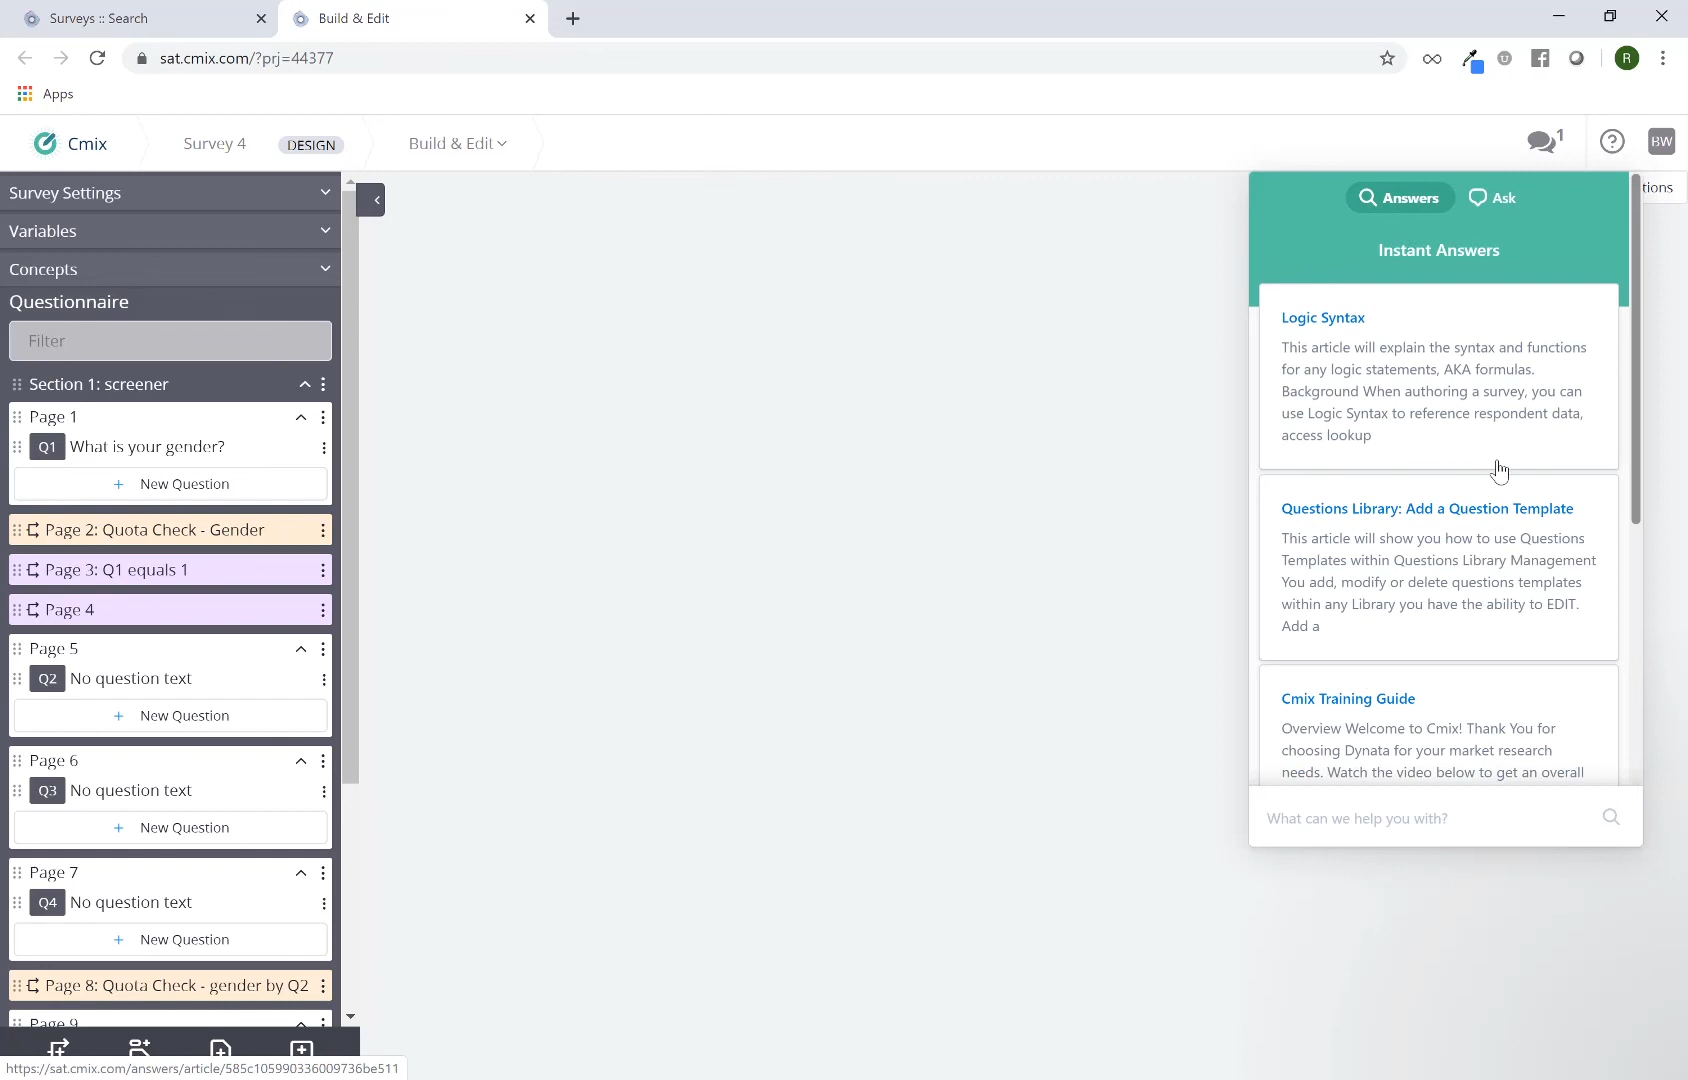 Surveys :: Search
Build & Edit
sat.cmix.com/?prj=44377
R
Apps
Cmix
Survey 4
DESIGN
Build & Edit
1
?
BW
Survey Settings
Variables
Concepts
Questionnaire
Filter
Section 1: screener
Page 1
Q1 What is your gender?
+ New Question
Page 2: Quota Check - Gender
Page 3: Q1 equals 1
Page 4
Page 5
Q2 No question text
+ New Question
Page 6
Q3 No question text
+ New Question
Page 7
Q4 No question text
+ New Question
Page 8: Quota Check - gender by Q2
Page 9
https://sat.cmix.com/answers/article/585c105990336009736be511
tions
Answers
Ask
Instant Answers
Logic Syntax
This article will explain the syntax and functions
for any logic statements, AKA formulas.
Background When authoring a survey, you can
use Logic Syntax to reference respondent data,
access lookup
Questions Library: Add a Question Template
This article will show you how to use Questions
Templates within Questions Library Management
You add, modify or delete questions templates
within any Library you have the ability to EDIT.
Add a
Cmix Training Guide
Overview Welcome to Cmix! Thank You for
choosing Dynata for your market research
needs. Watch the video below to get an overall
What can we help you with?